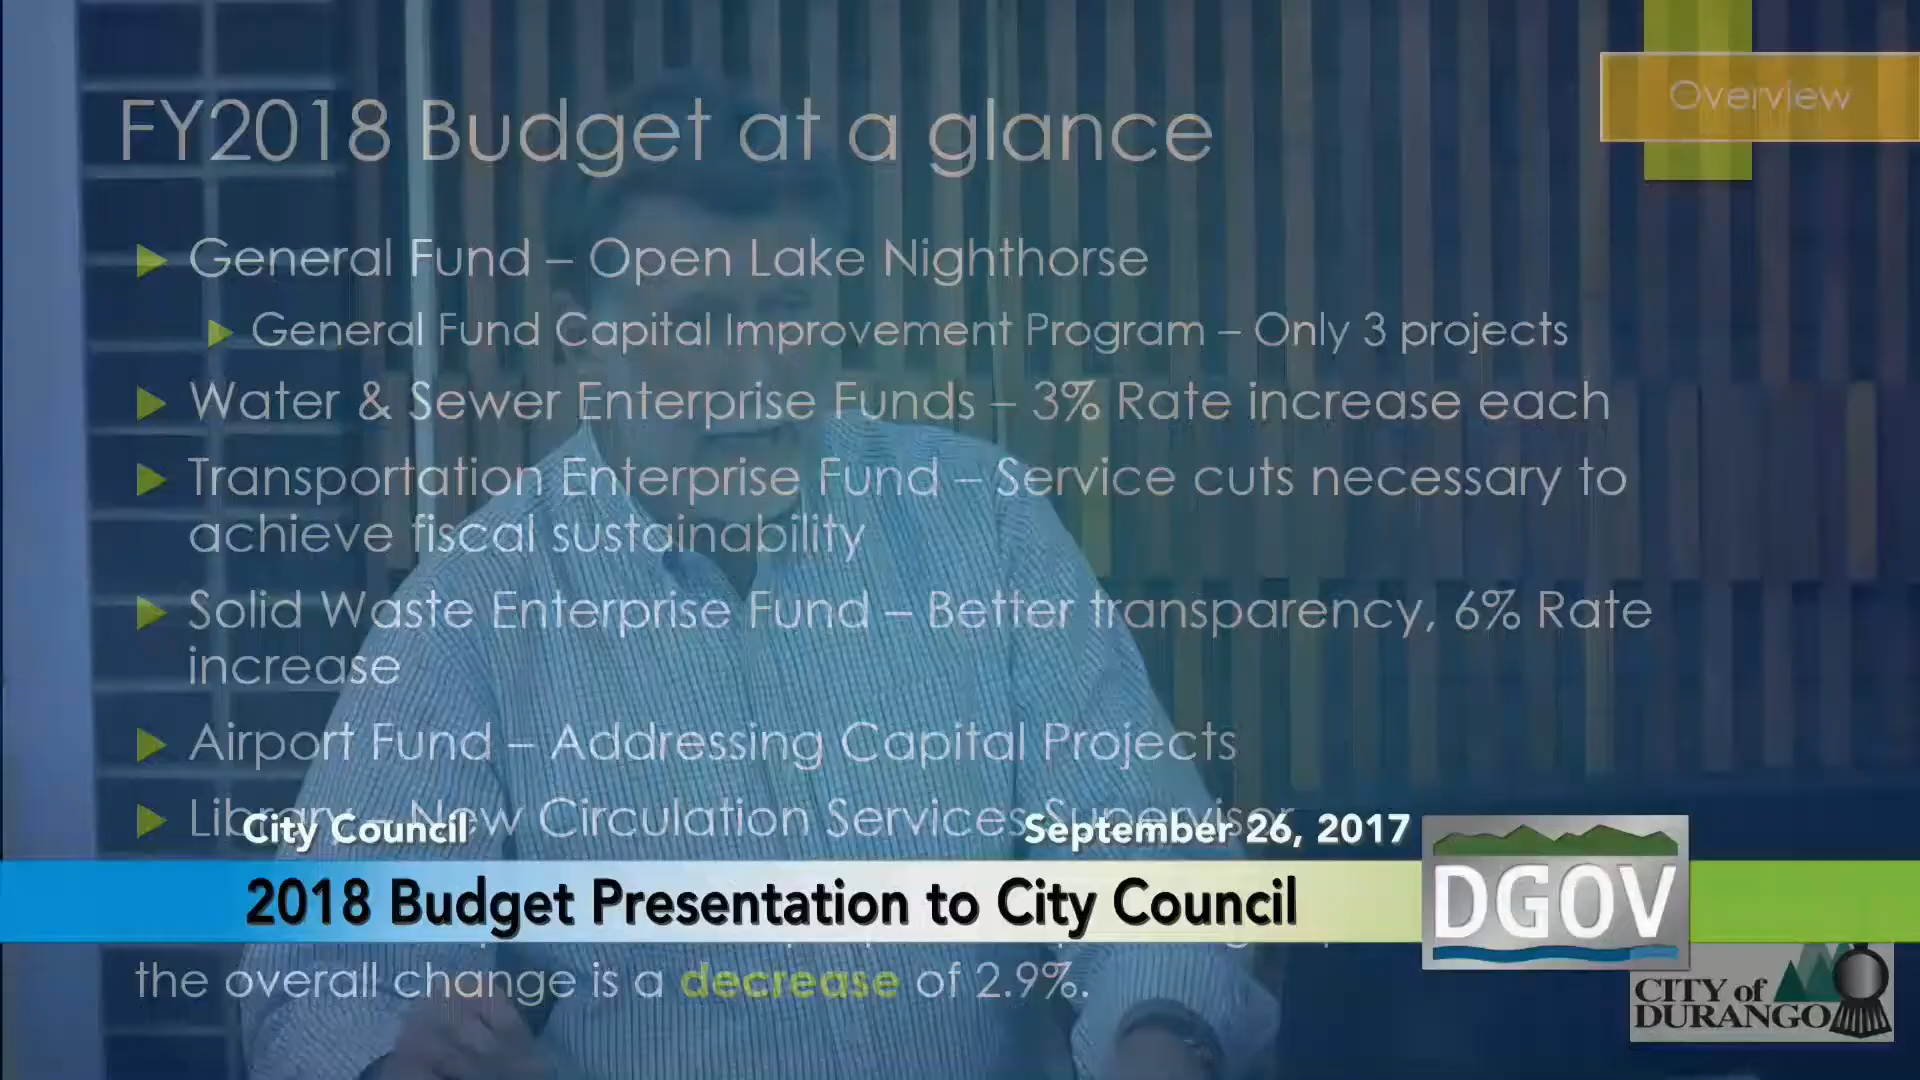 Overview
FY2018 Budget at a glance
General Fund – Open Lake Nighthorse
General Fund Capital Improvement Program – Only 3 projects
Water & Sewer Enterprise Funds – 3% Rate increase each
Transportation Enterprise Fund – Service cuts necessary to
achieve fiscal sustainability
Solid Waste Enterprise Fund – Better transparency, 6% Rate
increase
Airport Fund – Addressing Capital Projects
Library – New Circulation Services Supervisor
City Council
September 26, 2017
2018 Budget Presentation to City Council
DGOV
the overall change is a decrease of 2.9%.
CITY of
DURANGO